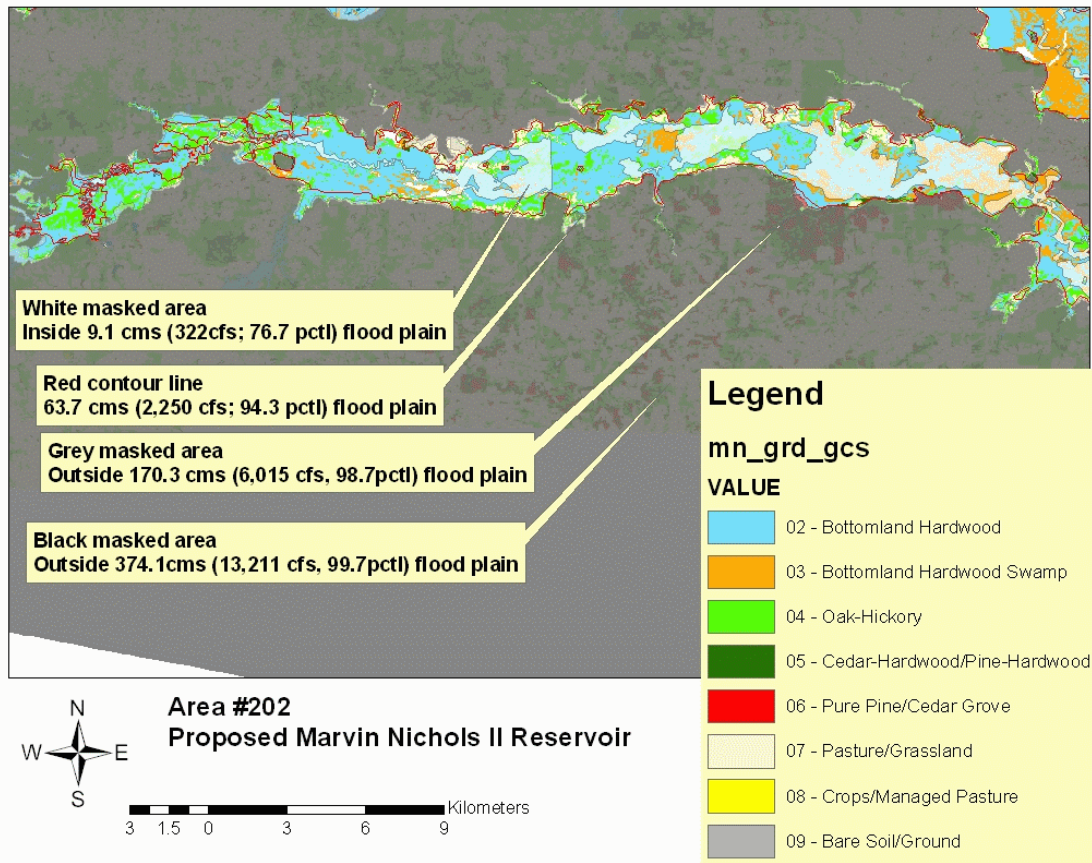 White masked area
Inside 9.1 cms (322cfs; 76.7 pctl) flood plain
Red contour line
63.7 cms (2,250 cfs; 94.3 pctl) flood plain
Grey masked area
Outside 170.3 cms (6,015 cfs, 98.7pctl) flood plain
Black masked area
Outside 374.1cms (13,211 cfs, 99.7pctl) flood plain
Legend
mn_grd_gcs
VALUE
02 - Bottomland Hardwood
03 - Bottomland Hardwood Swamp
04 - Oak-Hickory
05 - Cedar-Hardwood/Pine-Hardwood
06 - Pure Pine/Cedar Grove
07 - Pasture/Grassland
08 - Crops/Managed Pasture
09 - Bare Soil/Ground
N
W E
S
Area #202
Proposed Marvin Nichols II Reservoir
Kilometers
3 1.5 0 3 6 9